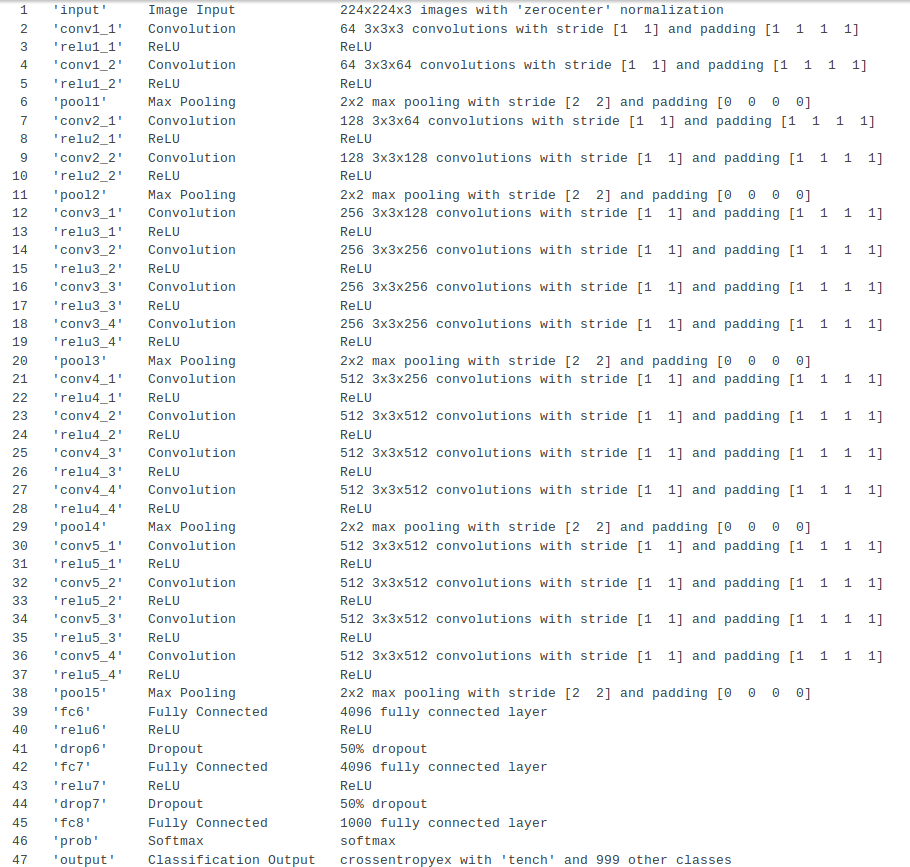 1 'input' Image Input 224x224x3 images with 'zerocenter' normalization
2 'conv1_1' Convolution 64 3x3x3 convolutions with stride [1 1] and padding [1 1 1 1]
3 'relu1_1' ReLU ReLU
4 'conv1_2' Convolution 64 3x3x64 convolutions with stride [1 1] and padding [1 1 1 1]
5 'relu1_2' ReLU ReLU
6 'pool1' Max Pooling 2x2 max pooling with stride [2 2] and padding [0 0 0 0]
7 'conv2_1' Convolution 128 3x3x64 convolutions with stride [1 1] and padding [1 1 1 1]
8 'relu2_1' ReLU ReLU
9 'conv2_2' Convolution 128 3x3x128 convolutions with stride [1 1] and padding [1 1 1 1]
10 'relu2_2' ReLU ReLU
11 'pool2' Max Pooling 2x2 max pooling with stride [2 2] and padding [0 0 0 0]
12 'conv3_1' Convolution 256 3x3x128 convolutions with stride [1 1] and padding [1 1 1 1]
13 'relu3_1' ReLU ReLU
14 'conv3_2' Convolution 256 3x3x256 convolutions with stride [1 1] and padding [1 1 1 1]
15 'relu3_2' ReLU ReLU
16 'conv3_3' Convolution 256 3x3x256 convolutions with stride [1 1] and padding [1 1 1 1]
17 'relu3_3' ReLU ReLU
18 'conv3_4' Convolution 256 3x3x256 convolutions with stride [1 1] and padding [1 1 1 1]
19 'relu3_4' ReLU ReLU
20 'pool3' Max Pooling 2x2 max pooling with stride [2 2] and padding [0 0 0 0]
21 'conv4_1' Convolution 512 3x3x256 convolutions with stride [1 1] and padding [1 1 1 1]
22 'relu4_1' ReLU ReLU
23 'conv4_2' Convolution 512 3x3x512 convolutions with stride [1 1] and padding [1 1 1 1]
24 'relu4_2' ReLU ReLU
25 'conv4_3' Convolution 512 3x3x512 convolutions with stride [1 1] and padding [1 1 1 1]
26 'relu4_3' ReLU ReLU
27 'conv4_4' Convolution 512 3x3x512 convolutions with stride [1 1] and padding [1 1 1 1]
28 'relu4_4' ReLU ReLU
29 'pool4' Max Pooling 2x2 max pooling with stride [2 2] and padding [0 0 0 0]
30 'conv5_1' Convolution 512 3x3x512 convolutions with stride [1 1] and padding [1 1 1 1]
31 'relu5_1' ReLU ReLU
32 'conv5_2' Convolution 512 3x3x512 convolutions with stride [1 1] and padding [1 1 1 1]
33 'relu5_2' ReLU ReLU
34 'conv5_3' Convolution 512 3x3x512 convolutions with stride [1 1] and padding [1 1 1 1]
35 'relu5_3' ReLU ReLU
36 'conv5_4' Convolution 512 3x3x512 convolutions with stride [1 1] and padding [1 1 1 1]
37 'relu5_4' ReLU ReLU
38 'pool5' Max Pooling 2x2 max pooling with stride [2 2] and padding [0 0 0 0]
39 'fc6' Fully Connected 4096 fully connected layer
40 'relu6' ReLU ReLU
41 'drop6' Dropout 50% dropout
42 'fc7' Fully Connected 4096 fully connected layer
43 'relu7' ReLU ReLU
44 'drop7' Dropout 50% dropout
45 'fc8' Fully Connected 1000 fully connected layer
46 'prob' Softmax softmax
47 'output' Classification Output crossentropyex with 'tench' and 999 other classes